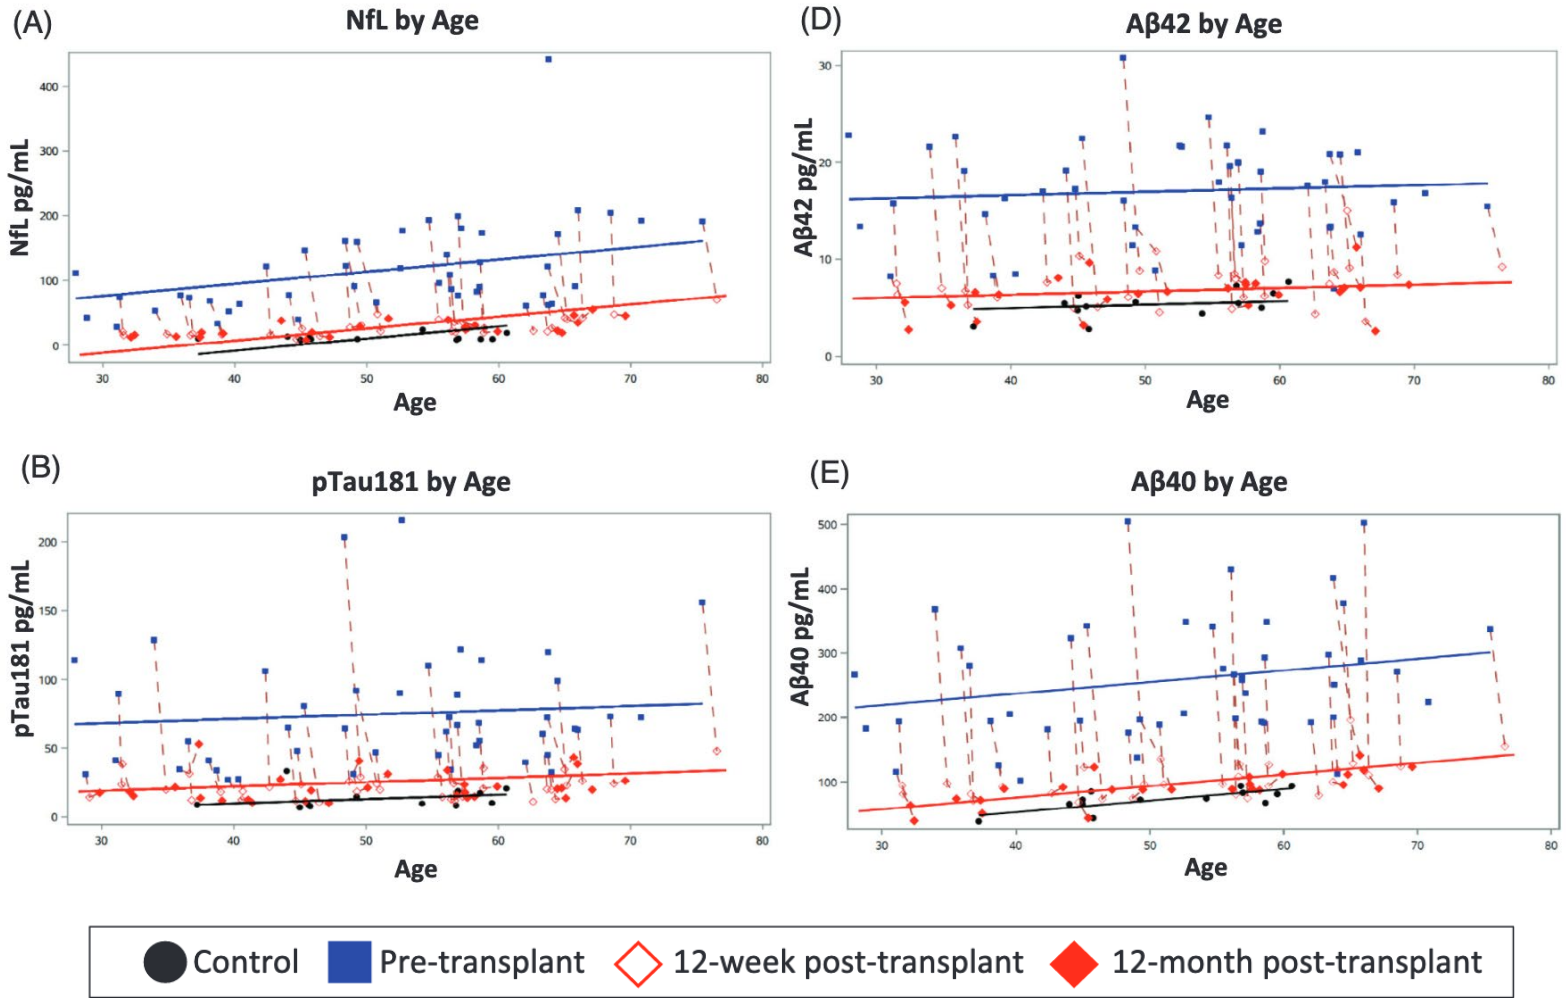 (A)
NfL by Age
NfL pg/mL
400
300
200
100
0
30 40 50 60 70 80
Age
(D)
Aβ42 by Age
Aβ42 pg/mL
30
20
10
0
30 40 50 60 70 80
Age
(B)
pTau181 by Age
pTau181 pg/mL
200
150
100
50
0
30 40 50 60 70 80
Age
(E)
Aβ40 by Age
Aβ40 pg/mL
500
400
300
200
100
30 40 50 60 70 80
Age
Control Pre-transplant 12-week post-transplant 12-month post-transplant